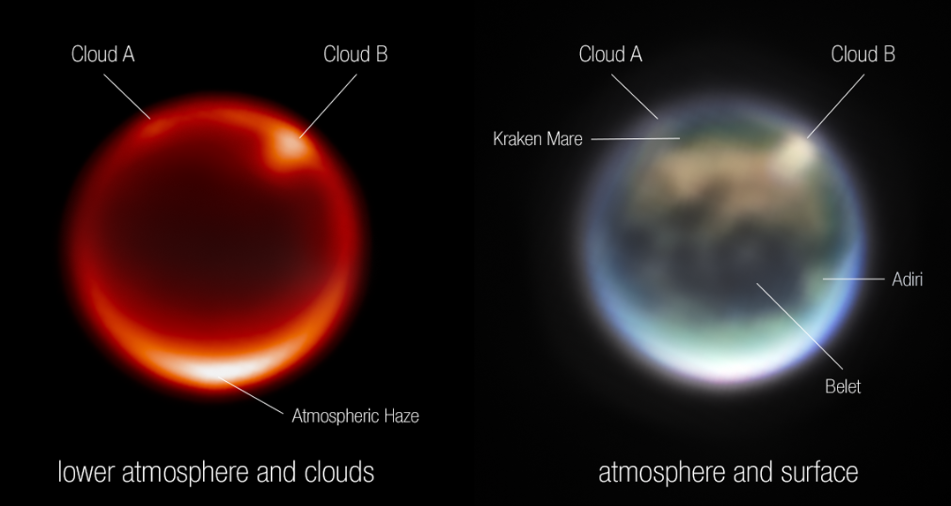 Cloud A
Cloud B
Atmospheric Haze
lower atmosphere and clouds
Cloud A
Cloud B
Kraken Mare
Adiri
Belet
atmosphere and surface